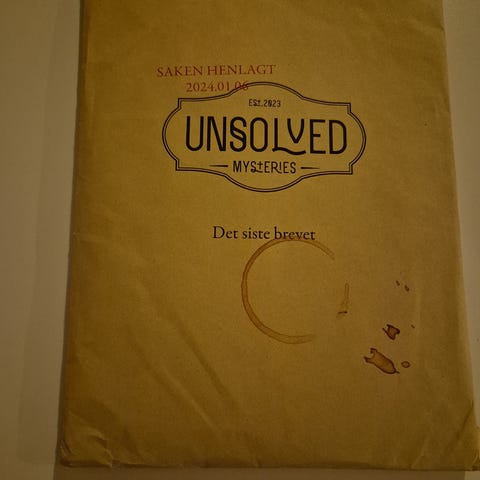 SAKEN HENLAGT
2024.01.06
EST.2023
UNSOLVED
MYSTERIES
Det siste brevet